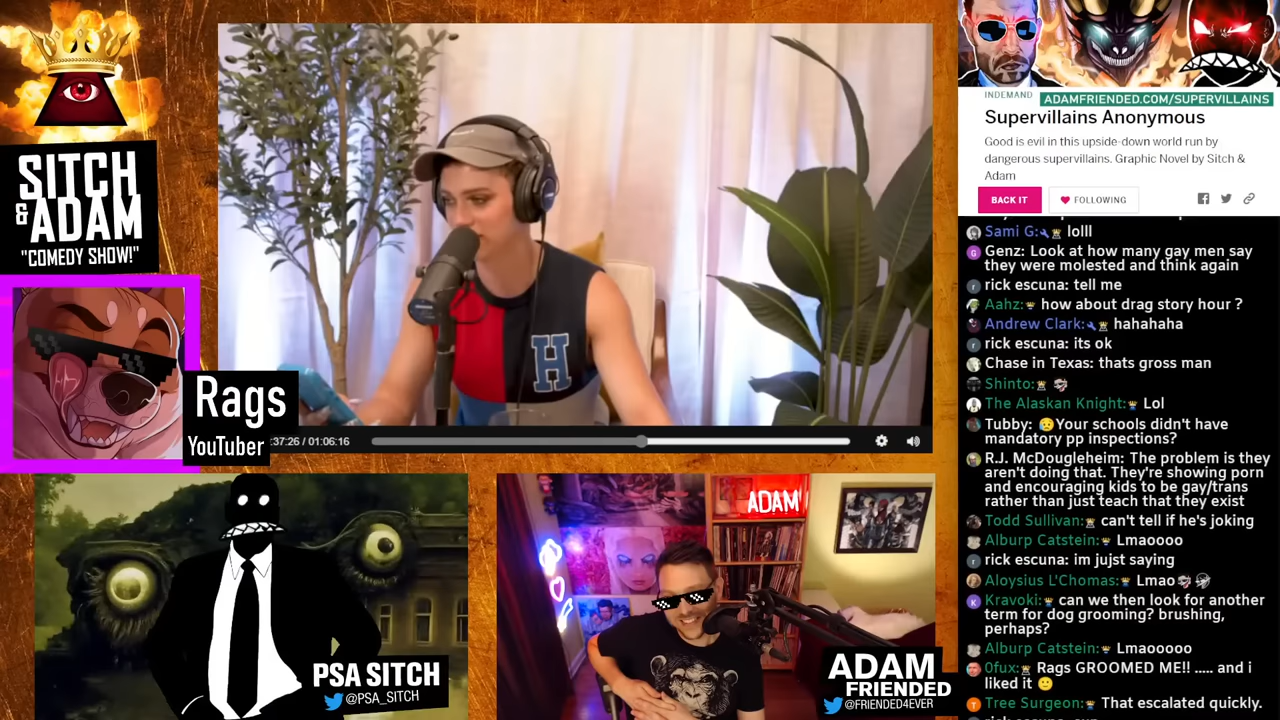 SITCH
& ADAM
"COMEDY SHOW!"
Rags
YouTuber
H
:37:26 / 01:06:16
PSA SITCH
@PSA_SITCH
ADAM
ADAM
FRIENDED
@FRIENDED4EVER
INDEMAND
ADAMFRIENDED.COM/SUPERVILLAINS
Supervillains Anonymous
Good is evil in this upside-down world run by
dangerous supervillains. Graphic Novel by Sitch &
Adam
BACK IT
FOLLOWING
Sami G: lolll
Genz: Look at how many gay men say
they were molested and think again
rick escuna: tell me
Aahz: how about drag story hour ?
Andrew Clark: hahahaha
rick escuna: its ok
Chase in Texas: thats gross man
Shinto:
The Alaskan Knight: Lol
Tubby: 😥Your schools didn't have
mandatory pp inspections?
R.J. McDougleheim: The problem is they
aren't doing that. They're showing porn
and encouraging kids to be gay/trans
rather than just teach that they exist
Todd Sullivan: can't tell if he's joking
Alburp Catstein: Lmaoooo
rick escuna: im jujst saying
Aloysius L'Chomas: Lmao
Kravoki: can we then look for another
term for dog grooming? brushing,
perhaps?
Alburp Catstein: Lmaooooo
0fux: Rags GROOMED ME!! ..... and i
liked it 🙂
Tree Surgeon: That escalated quickly.